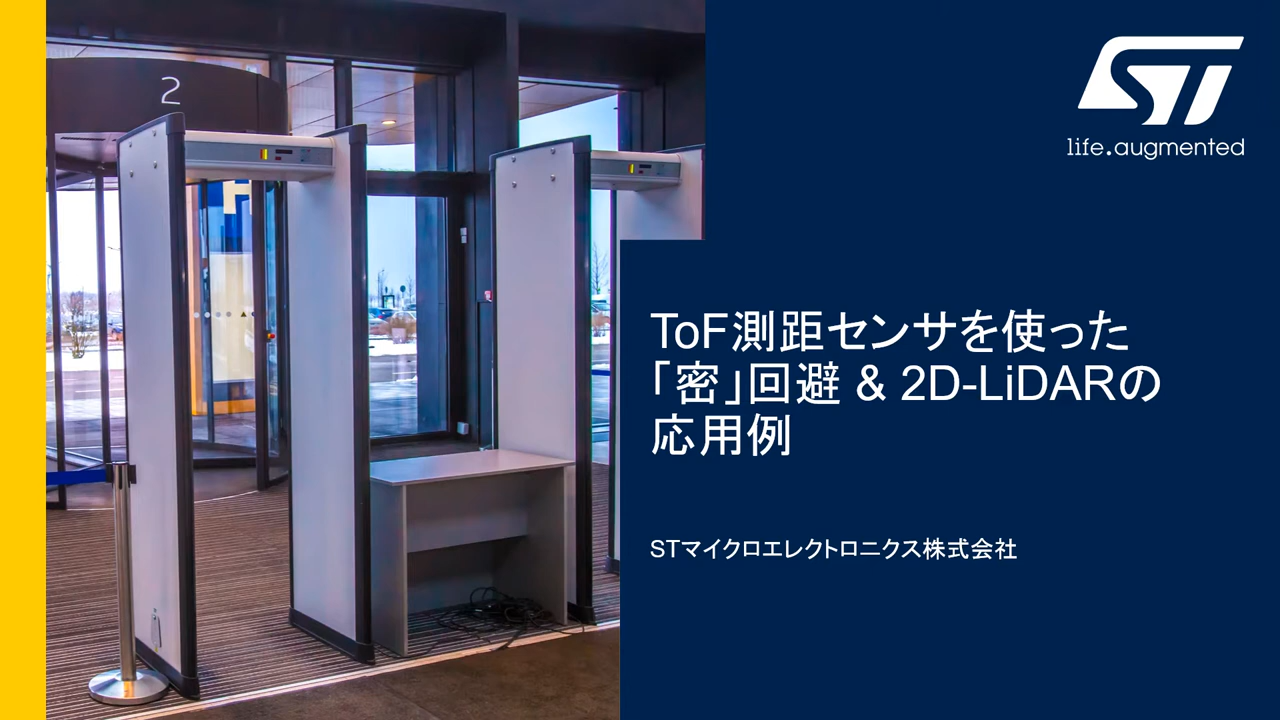 2
ST
life.augmented
ToF測距センサを使った
「密」回避 & 2D-LiDARの
応用例
STマイクロエレクトロニクス株式会社